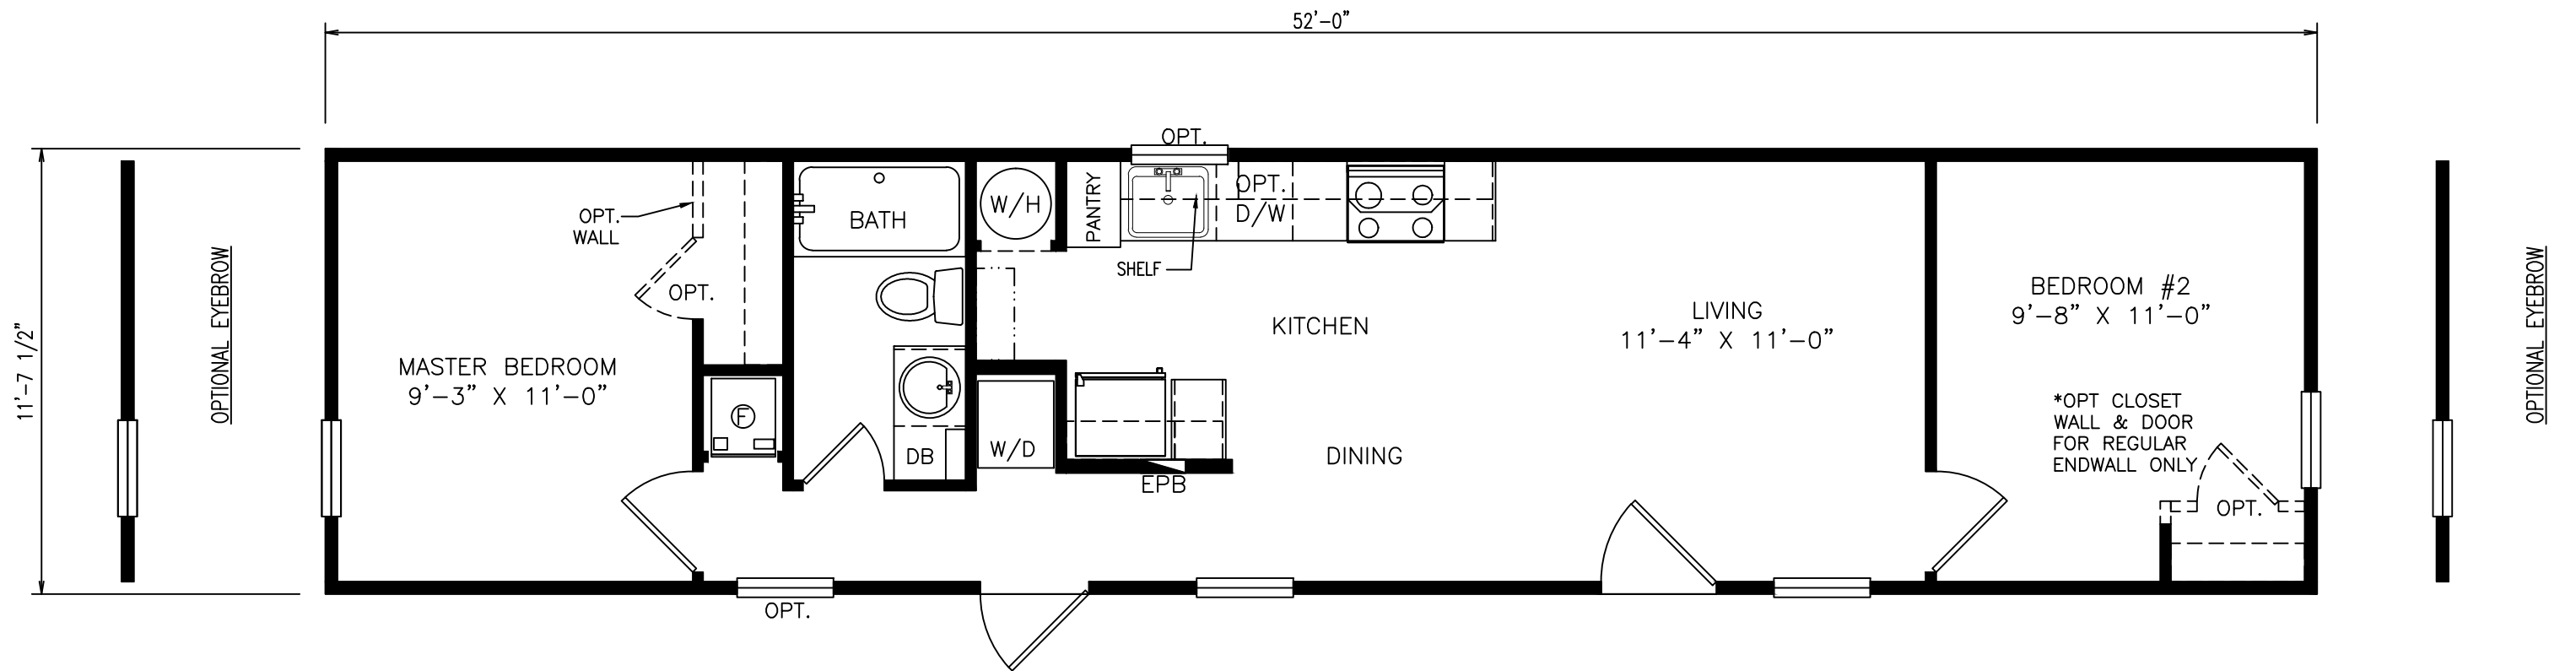 52'-0"
OPT.
11'-7 1/2"
OPTIONAL EYEBROW
OPT.
WALL
OPT.
MASTER BEDROOM
9'-3" X 11'-0"
F
BATH
DB
W/H
W/D
PANTRY
OPT.
D/W
SHELF
KITCHEN
DINING
EPB
LIVING
11'-4" X 11'-0"
BEDROOM #2
9'-8" X 11'-0"
*OPT CLOSET
WALL & DOOR
FOR REGULAR
ENDWALL ONLY
OPT.
OPTIONAL EYEBROW
OPT.